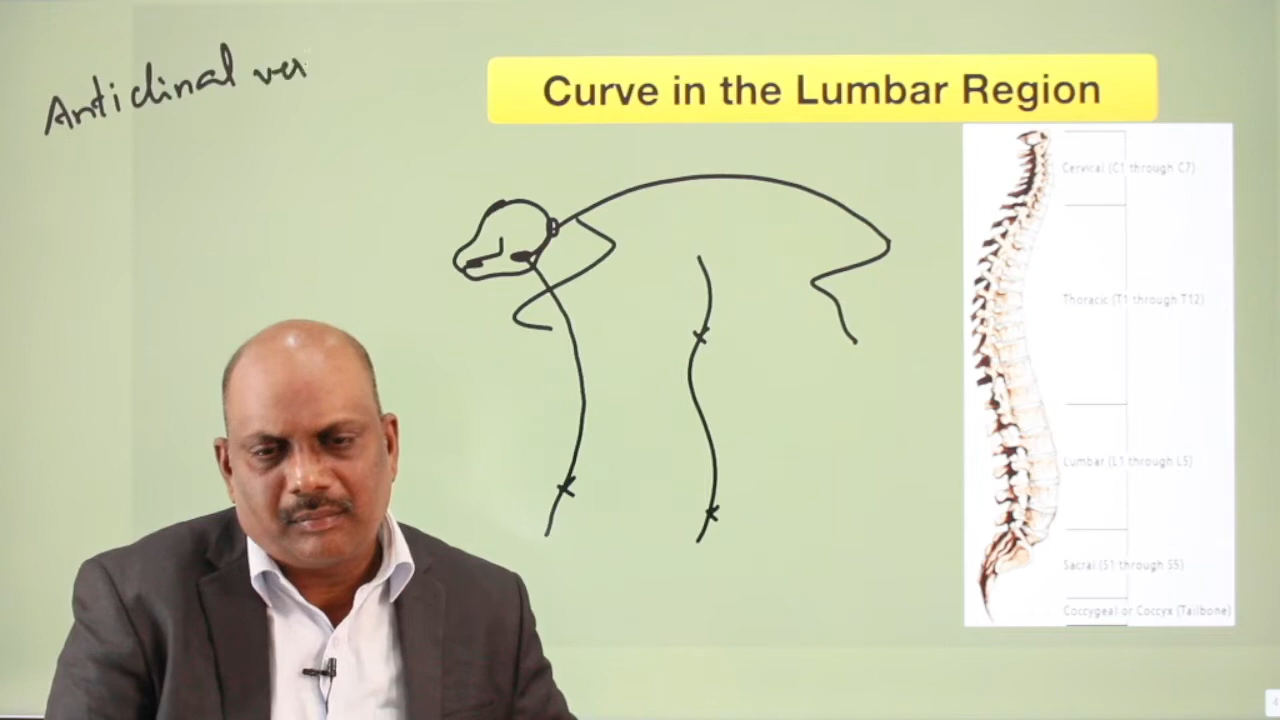 Anticlinal ver
Curve in the Lumbar Region
Cervical (C1 through C7)
Thoracic (T1 through T12)
Lumbar (L1 through L5)
Sacral (S1 through S5)
Coccygeal or Coccyx (Tailbone)